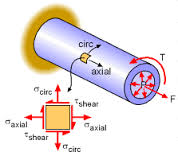 circ
T
axial
F
σcirc
τshear
σaxial
σaxial
τshear
σcirc